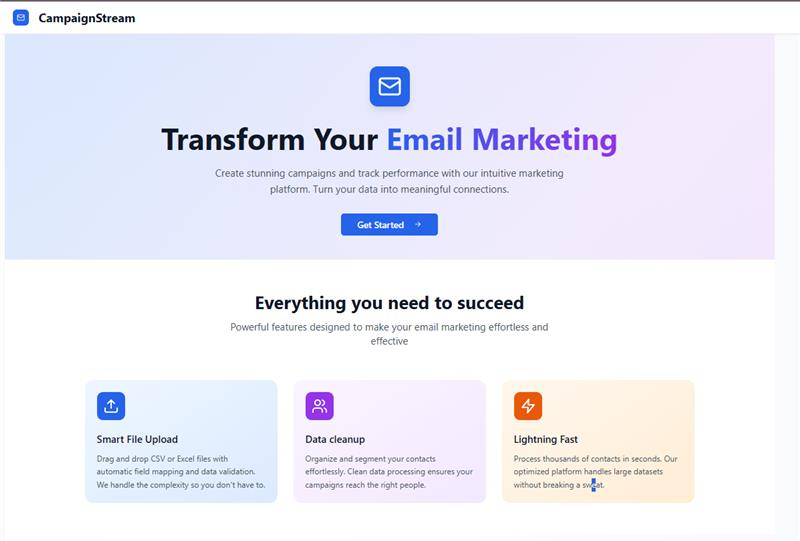 CampaignStream
Transform Your Email Marketing
Create stunning campaigns and track performance with our intuitive marketing
platform. Turn your data into meaningful connections.
Get Started →
Everything you need to succeed
Powerful features designed to make your email marketing effortless and
effective
Smart File Upload
Drag and drop CSV or Excel files with
automatic field mapping and data validation.
We handle the complexity so you don't have to.
Data cleanup
Organize and segment your contacts
effortlessly. Clean data processing ensures your
campaigns reach the right people.
Lightning Fast
Process thousands of contacts in seconds. Our
optimized platform handles large datasets
without breaking a sweat.